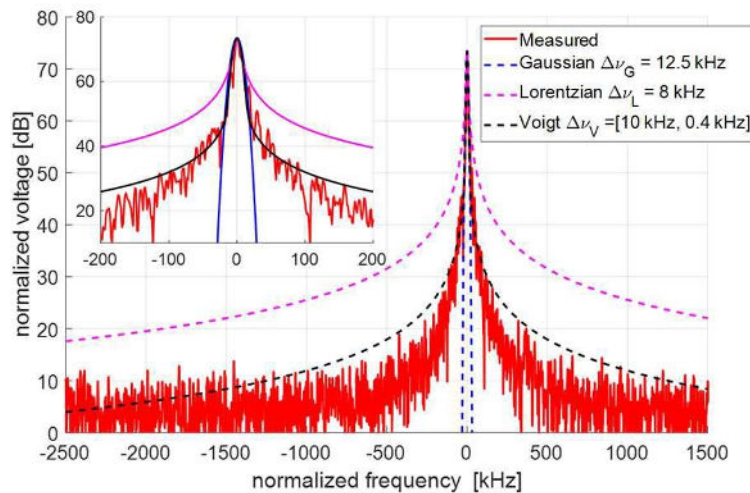 80
70
60
50
40
30
20
10
0
normalized voltage [dB]
80
60
40
20
-200
-100
0
100
200
Measured
Gaussian Δν_G = 12.5 kHz
Lorentzian Δν_L = 8 kHz
Voigt Δν_V =[10 kHz, 0.4 kHz]
-2500 -2000 -1500 -1000 -500 0 500 1000 1500
normalized frequency [kHz]